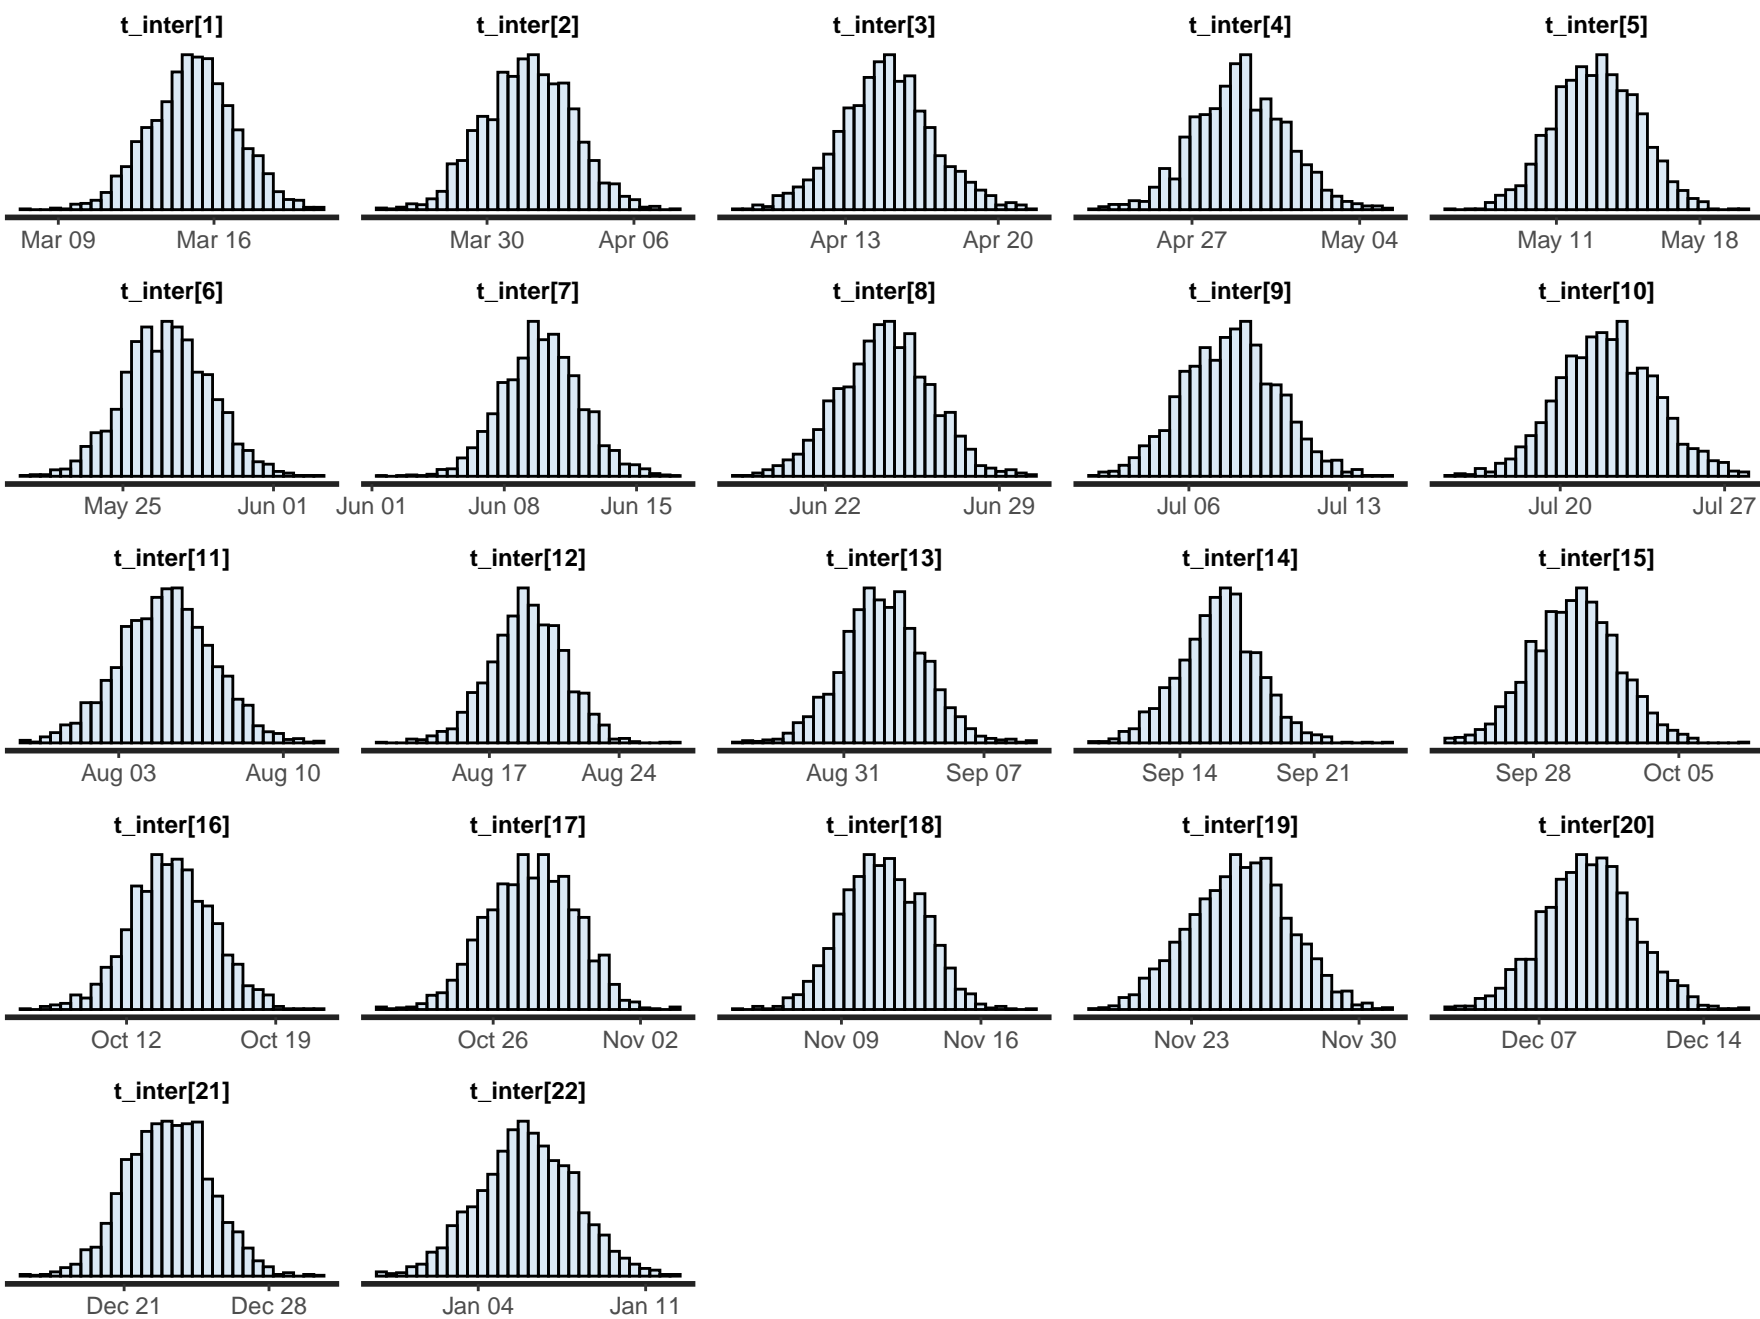 t_inter[1] t_inter[2] t_inter[3] t_inter[4] t_inter[5]
Mar 09 Mar 16 Mar 30 Apr 06 Apr 13 Apr 20 Apr 27 May 04 May 11 May 18
t_inter[6] t_inter[7] t_inter[8] t_inter[9] t_inter[10]
May 25 Jun 01 Jun 01 Jun 08 Jun 15 Jun 22 Jun 29 Jul 06 Jul 13 Jul 20 Jul 27
t_inter[11] t_inter[12] t_inter[13] t_inter[14] t_inter[15]
Aug 03 Aug 10 Aug 17 Aug 24 Aug 31 Sep 07 Sep 14 Sep 21 Sep 28 Oct 05
t_inter[16] t_inter[17] t_inter[18] t_inter[19] t_inter[20]
Oct 12 Oct 19 Oct 26 Nov 02 Nov 09 Nov 16 Nov 23 Nov 30 Dec 07 Dec 14
t_inter[21] t_inter[22]
Dec 21 Dec 28 Jan 04 Jan 11